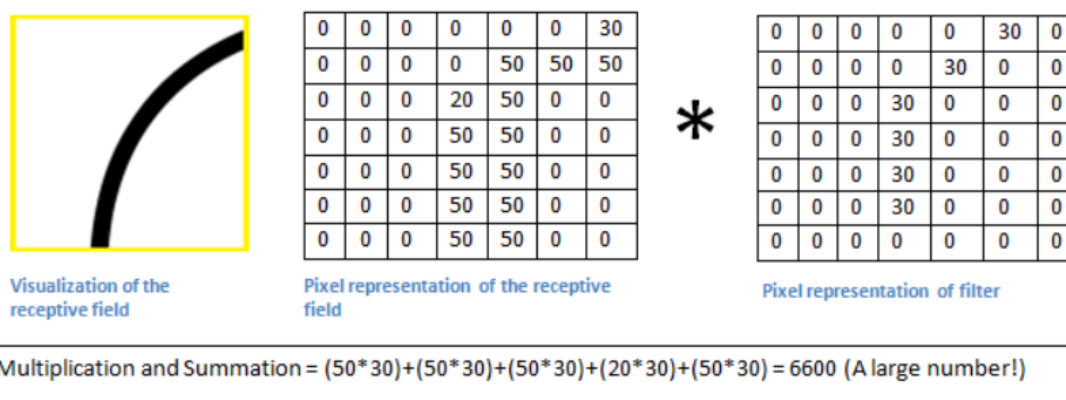 0 0 0 0 0 0 30
0 0 0 0 50 50 50
0 0 0 20 50 0 0
0 0 0 50 50 0 0
0 0 0 50 50 0 0
0 0 0 50 50 0 0
0 0 0 50 50 0 0
*
0 0 0 0 0 30 0
0 0 0 0 30 0 0
0 0 0 30 0 0 0
0 0 0 30 0 0 0
0 0 0 30 0 0 0
0 0 0 30 0 0 0
0 0 0 0 0 0 0
Visualization of the
receptive field
Pixel representation of the receptive
field
Pixel representation of filter
Multiplication and Summation = (50*30)+(50*30)+(50*30)+(20*30)+(50*30) = 6600 (A large number!)